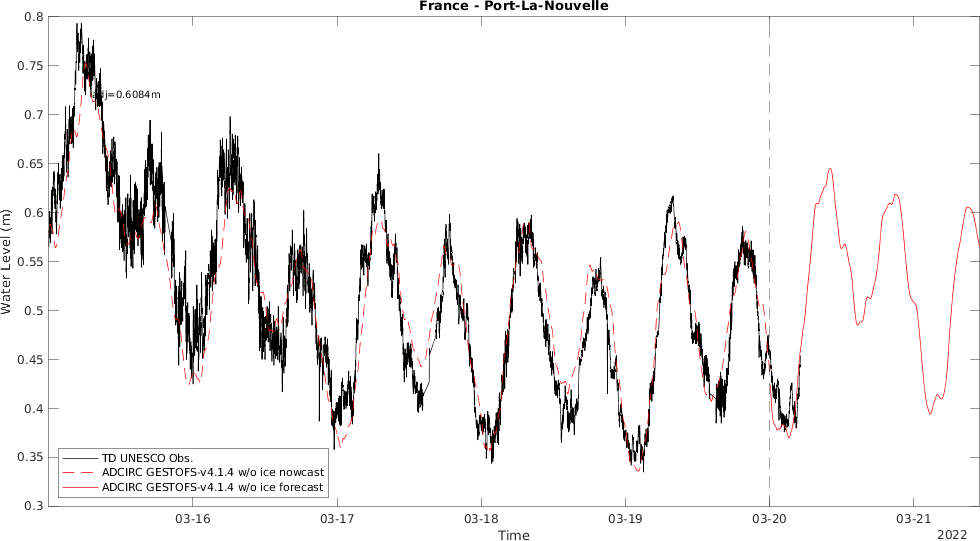 France - Port-La-Nouvelle
0.8
0.75
0.7
0.65
0.6
0.55
0.5
0.45
0.4
0.35
0.3
Water Level (m)
adj=0.6084m
TD UNESCO Obs.
ADCIRC GESTOFS-v4.1.4 w/o ice nowcast
ADCIRC GESTOFS-v4.1.4 w/o ice forecast
03-16 03-17 03-18 03-19 03-20 03-21
Time
2022